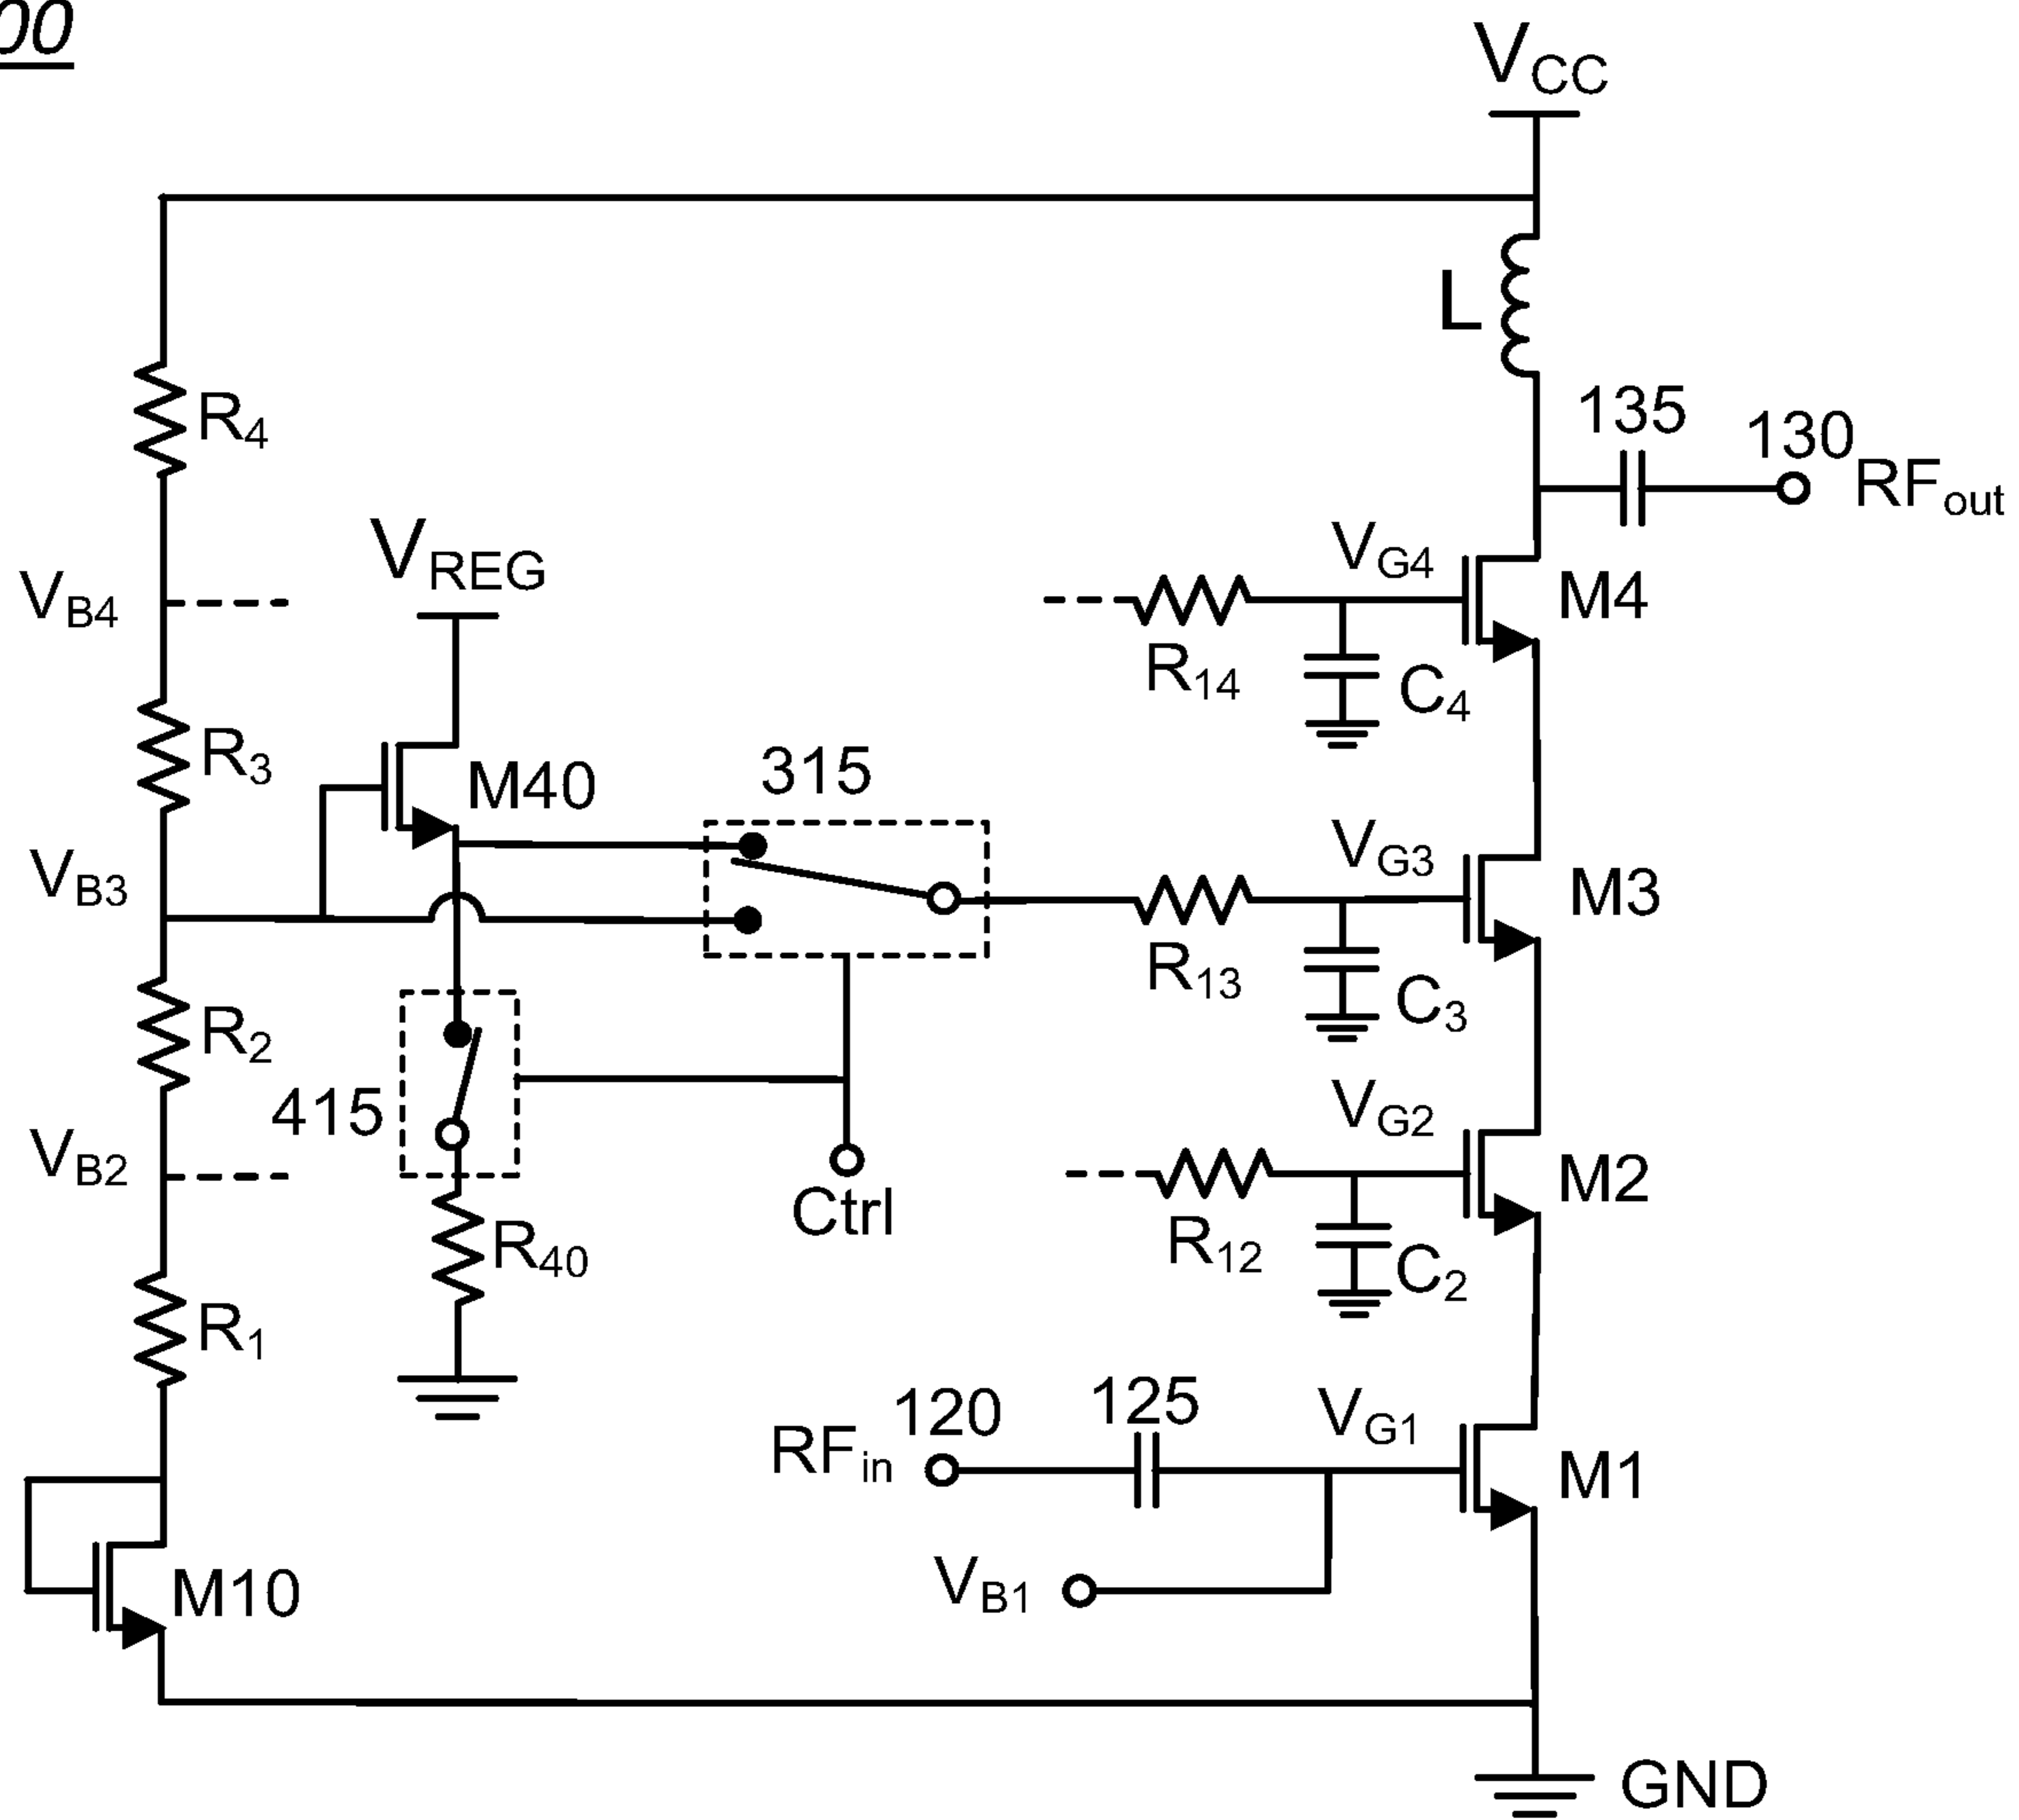 00
VCC
L
R4
135
130
RFout
VG4
M4
VREG
VB4
R14
C4
R3
M40
315
VG3
M3
VB3
R13
C3
R2
VG2
415
VB2
M2
Ctrl
R40
R12
C2
R1
120
125
VG1
RFin
M1
VB1
M10
GND